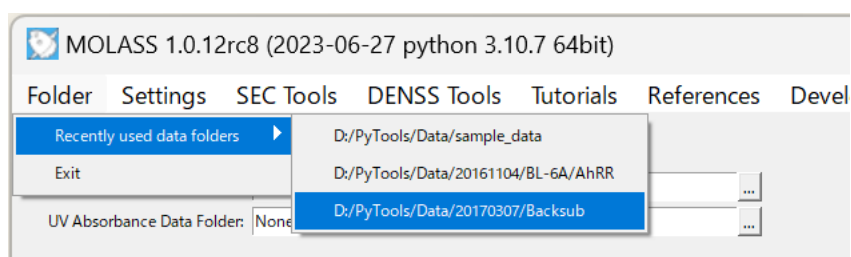 MOLASS 1.0.12rc8 (2023-06-27 python 3.10.7 64bit)
Folder Settings SEC Tools DENSS Tools Tutorials References Devel
Recently used data folders D:/PyTools/Data/sample_data
Exit D:/PyTools/Data/20161104/BL-6A/AhRR
...
D:/PyTools/Data/20170307/Backsub
UV Absorbance Data Folder: None ...